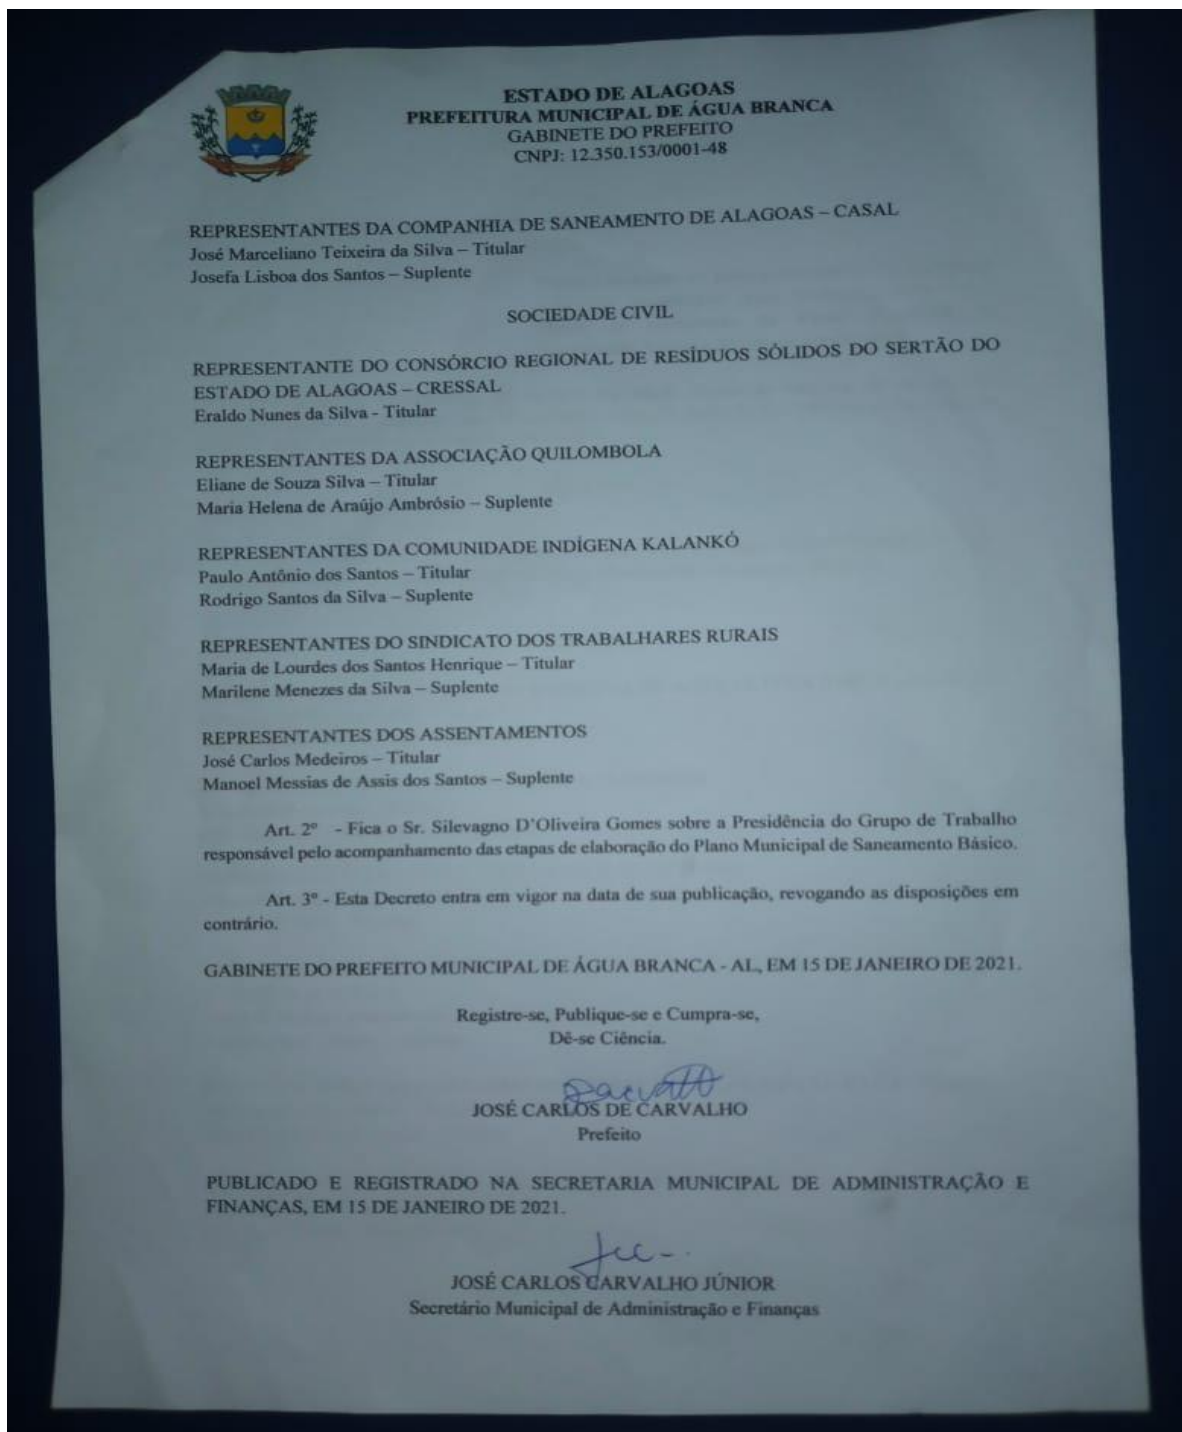 ESTADO DE ALAGOAS
PREFEITURA MUNICIPAL DE ÁGUA BRANCA
GABINETE DO PREFEITO
CNPJ: 12.350.153/0001-48
REPRESENTANTES DA COMPANHIA DE SANEAMENTO DE ALAGOAS – CASAL
José Marceliano Teixeira da Silva – Titular
Josefa Lisboa dos Santos – Suplente
SOCIEDADE CIVIL
REPRESENTANTE DO CONSÓRCIO REGIONAL DE RESÍDUOS SÓLIDOS DO SERTÃO DO
ESTADO DE ALAGOAS – CRESSAL
Eraldo Nunes da Silva - Titular
REPRESENTANTES DA ASSOCIAÇÃO QUILOMBOLA
Eliane de Souza Silva – Titular
Maria Helena de Araújo Ambrósio – Suplente
REPRESENTANTES DA COMUNIDADE INDÍGENA KALANKÓ
Paulo Antônio dos Santos – Titular
Rodrigo Santos da Silva – Suplente
REPRESENTANTES DO SINDICATO DOS TRABALHARES RURAIS
Maria de Lourdes dos Santos Henrique – Titular
Marilene Menezes da Silva – Suplente
REPRESENTANTES DOS ASSENTAMENTOS
José Carlos Medeiros – Titular
Manoel Messias de Assis dos Santos – Suplente
Art. 2º - Fica o Sr. Silevagno D’Oliveira Gomes sobre a Presidência do Grupo de Trabalho
responsável pelo acompanhamento das etapas de elaboração do Plano Municipal de Saneamento Básico.
Art. 3º - Esta Decreto entra em vigor na data de sua publicação, revogando as disposições em
contrário.
GABINETE DO PREFEITO MUNICIPAL DE ÁGUA BRANCA - AL, EM 15 DE JANEIRO DE 2021.
Registre-se, Publique-se e Cumpra-se,
Dê-se Ciência.
JOSÉ CARLOS DE CARVALHO
Prefeito
PUBLICADO E REGISTRADO NA SECRETARIA MUNICIPAL DE ADMINISTRAÇÃO E
FINANÇAS, EM 15 DE JANEIRO DE 2021.
JOSÉ CARLOS CARVALHO JÚNIOR
Secretário Municipal de Administração e Finanças